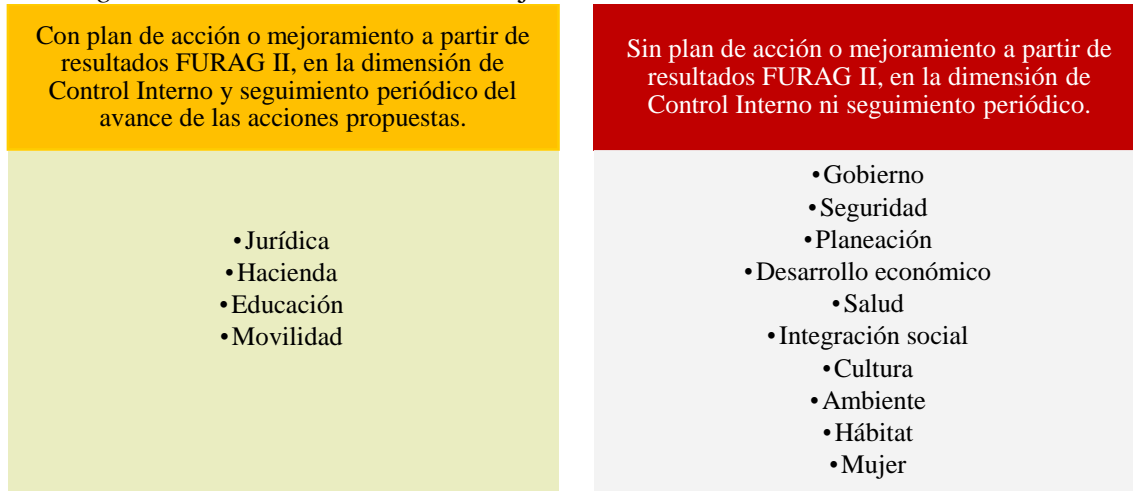 Con plan de acción o mejoramiento a partir de
resultados FURAG II, en la dimensión de
Control Interno y seguimiento periódico del
avance de las acciones propuestas.
•Jurídica
•Hacienda
•Educación
•Movilidad
Sin plan de acción o mejoramiento a partir de
resultados FURAG II, en la dimensión de
Control Interno ni seguimiento periódico.
•Gobierno
•Seguridad
•Planeación
•Desarrollo económico
•Salud
•Integración social
•Cultura
•Ambiente
•Hábitat
•Mujer